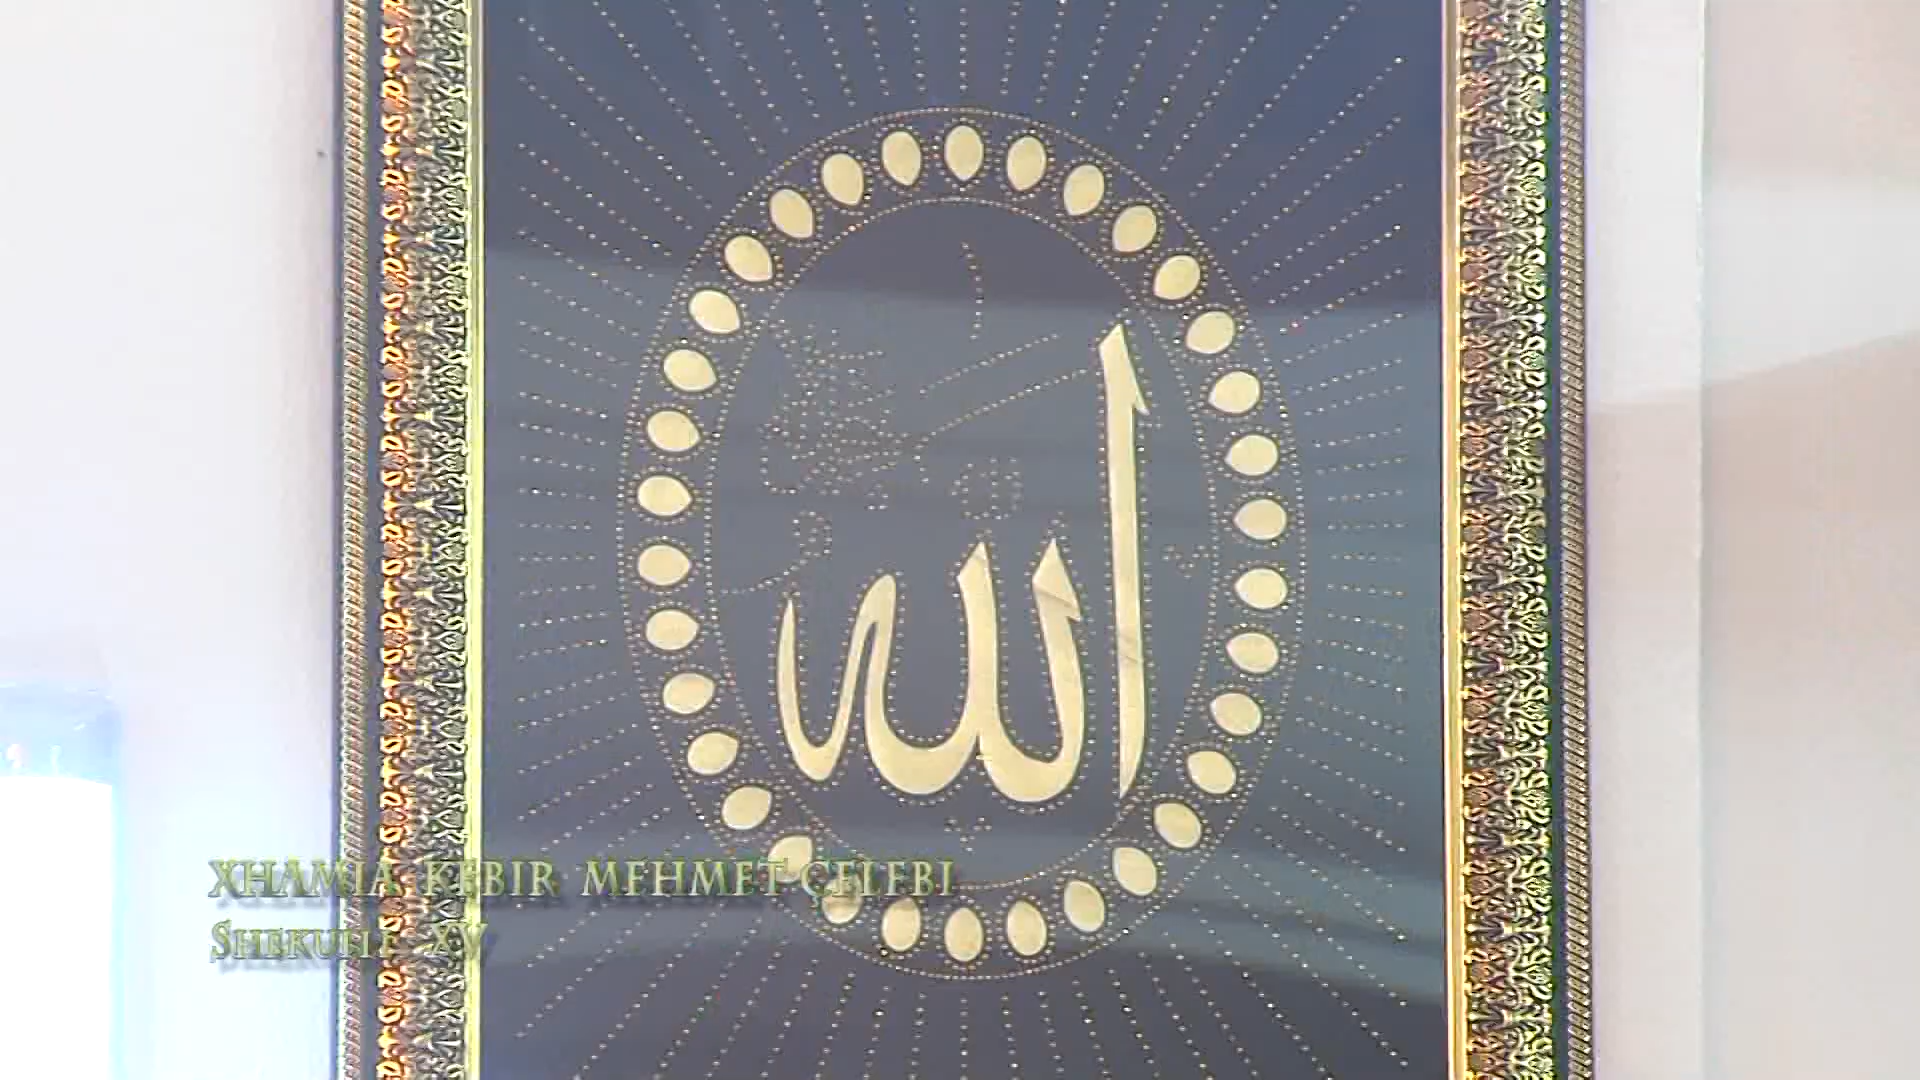 الله
XHAMIA KEBIR MEHMET ÇELEBI
SHEKULLI XV